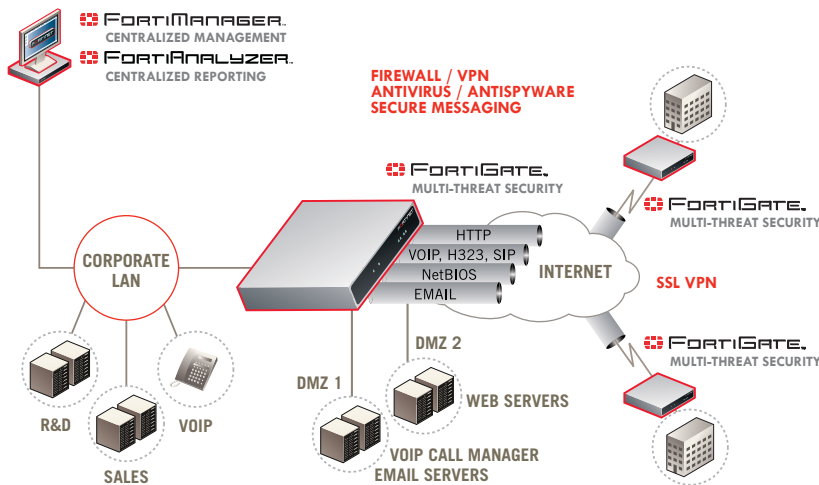 FORTIMANAGER.
CENTRALIZED MANAGEMENT
FORTIANALYZER.
CENTRALIZED REPORTING
FIREWALL / VPN
ANTIVIRUS / ANTISPYWARE
SECURE MESSAGING
FORTIGATE.
MULTI-THREAT SECURITY
FORTIGATE.
MULTI-THREAT SECURITY
HTTP
VOIP, H323, SIP
NetBIOS
EMAIL
INTERNET
CORPORATE
LAN
SSL VPN
FORTIGATE.
MULTI-THREAT SECURITY
DMZ 2
DMZ 1
R&D
VOIP
SALES
WEB SERVERS
VOIP CALL MANAGER
EMAIL SERVERS